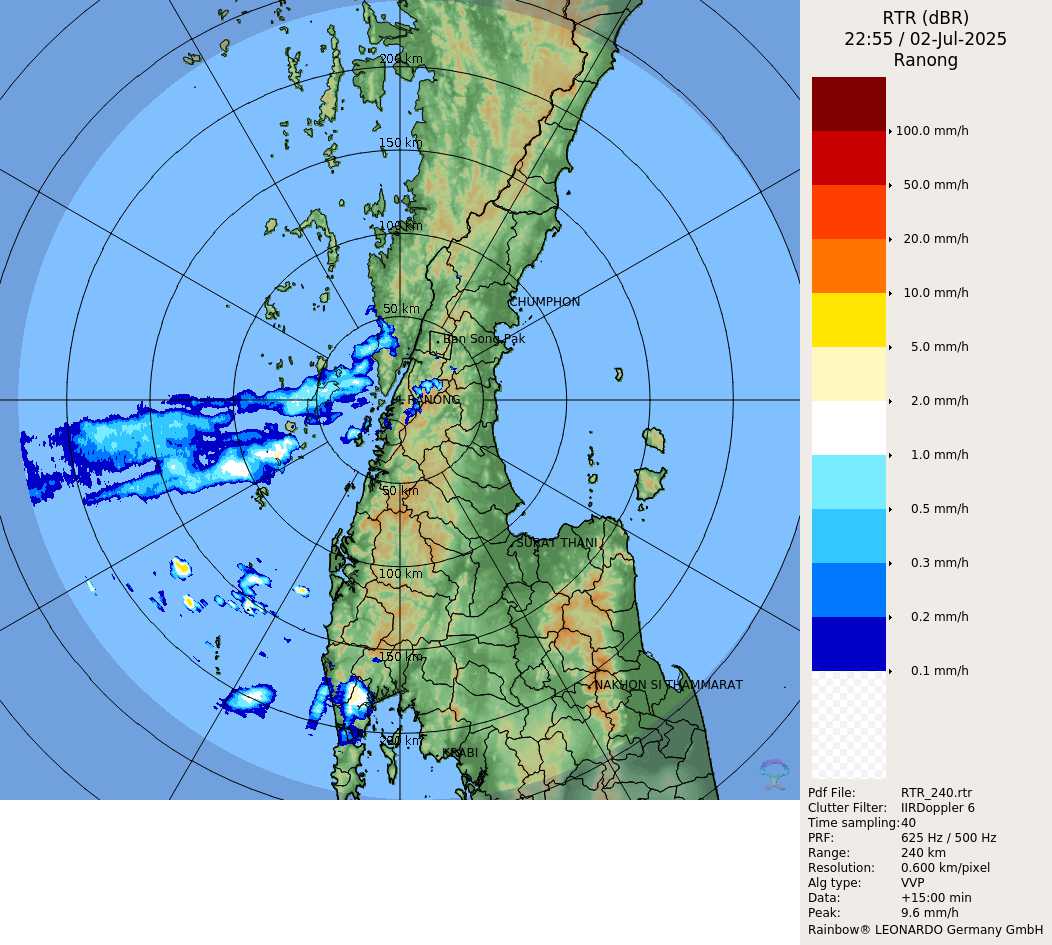 200 km
150 km
100 km
50 km
CHUMPHON
Ban Song Pak
RANONG
50 km
SURAT THANI
100 km
150 km
NAKHON SI THAMMARAT
200 km
KRABI
RTR (dBR)
22:55 / 02-Jul-2025
Ranong
100.0 mm/h
50.0 mm/h
20.0 mm/h
10.0 mm/h
5.0 mm/h
2.0 mm/h
1.0 mm/h
0.5 mm/h
0.3 mm/h
0.2 mm/h
0.1 mm/h
Pdf File: RTR_240.rtr
Clutter Filter: IIRDoppler 6
Time sampling:40
PRF: 625 Hz / 500 Hz
Range: 240 km
Resolution: 0.600 km/pixel
Alg type: VVP
Data: +15:00 min
Peak: 9.6 mm/h
Rainbow® LEONARDO Germany GmbH